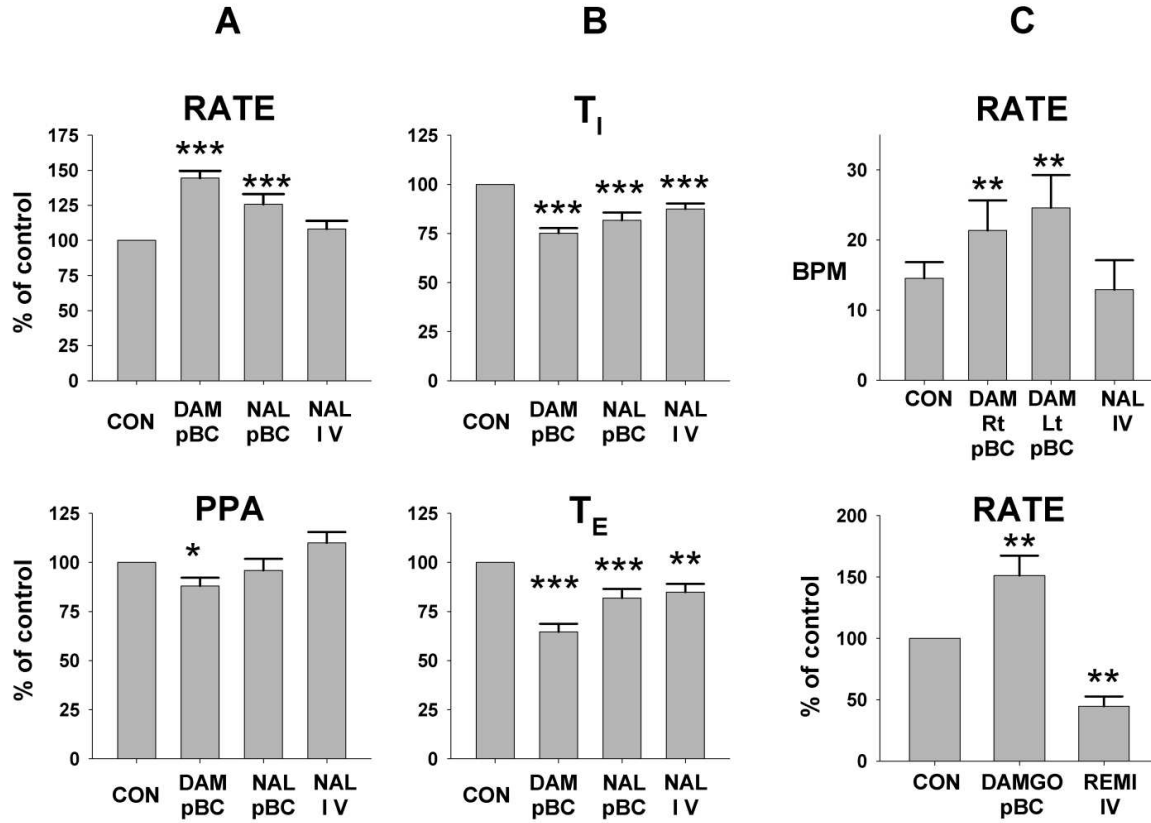 A
B
C
RATE
% of control
175
150
125
100
75
50
25
0
***
***
CON
DAM
pBC
NAL
pBC
NAL
I V
T I
125
100
75
50
25
0
***
***
***
CON
DAM
pBC
NAL
pBC
NAL
I V
RATE
BPM
30
20
10
0
**
**
CON
DAM
Rt
pBC
DAM
Lt
pBC
NAL
IV
PPA
% of control
125
100
75
50
25
0
*
CON
DAM
pBC
NAL
pBC
NAL
I V
T E
125
100
75
50
25
0
***
***
**
CON
DAM
pBC
NAL
pBC
NAL
I V
RATE
% of control
200
150
100
50
0
**
**
CON
DAMGO
pBC
REMI
IV